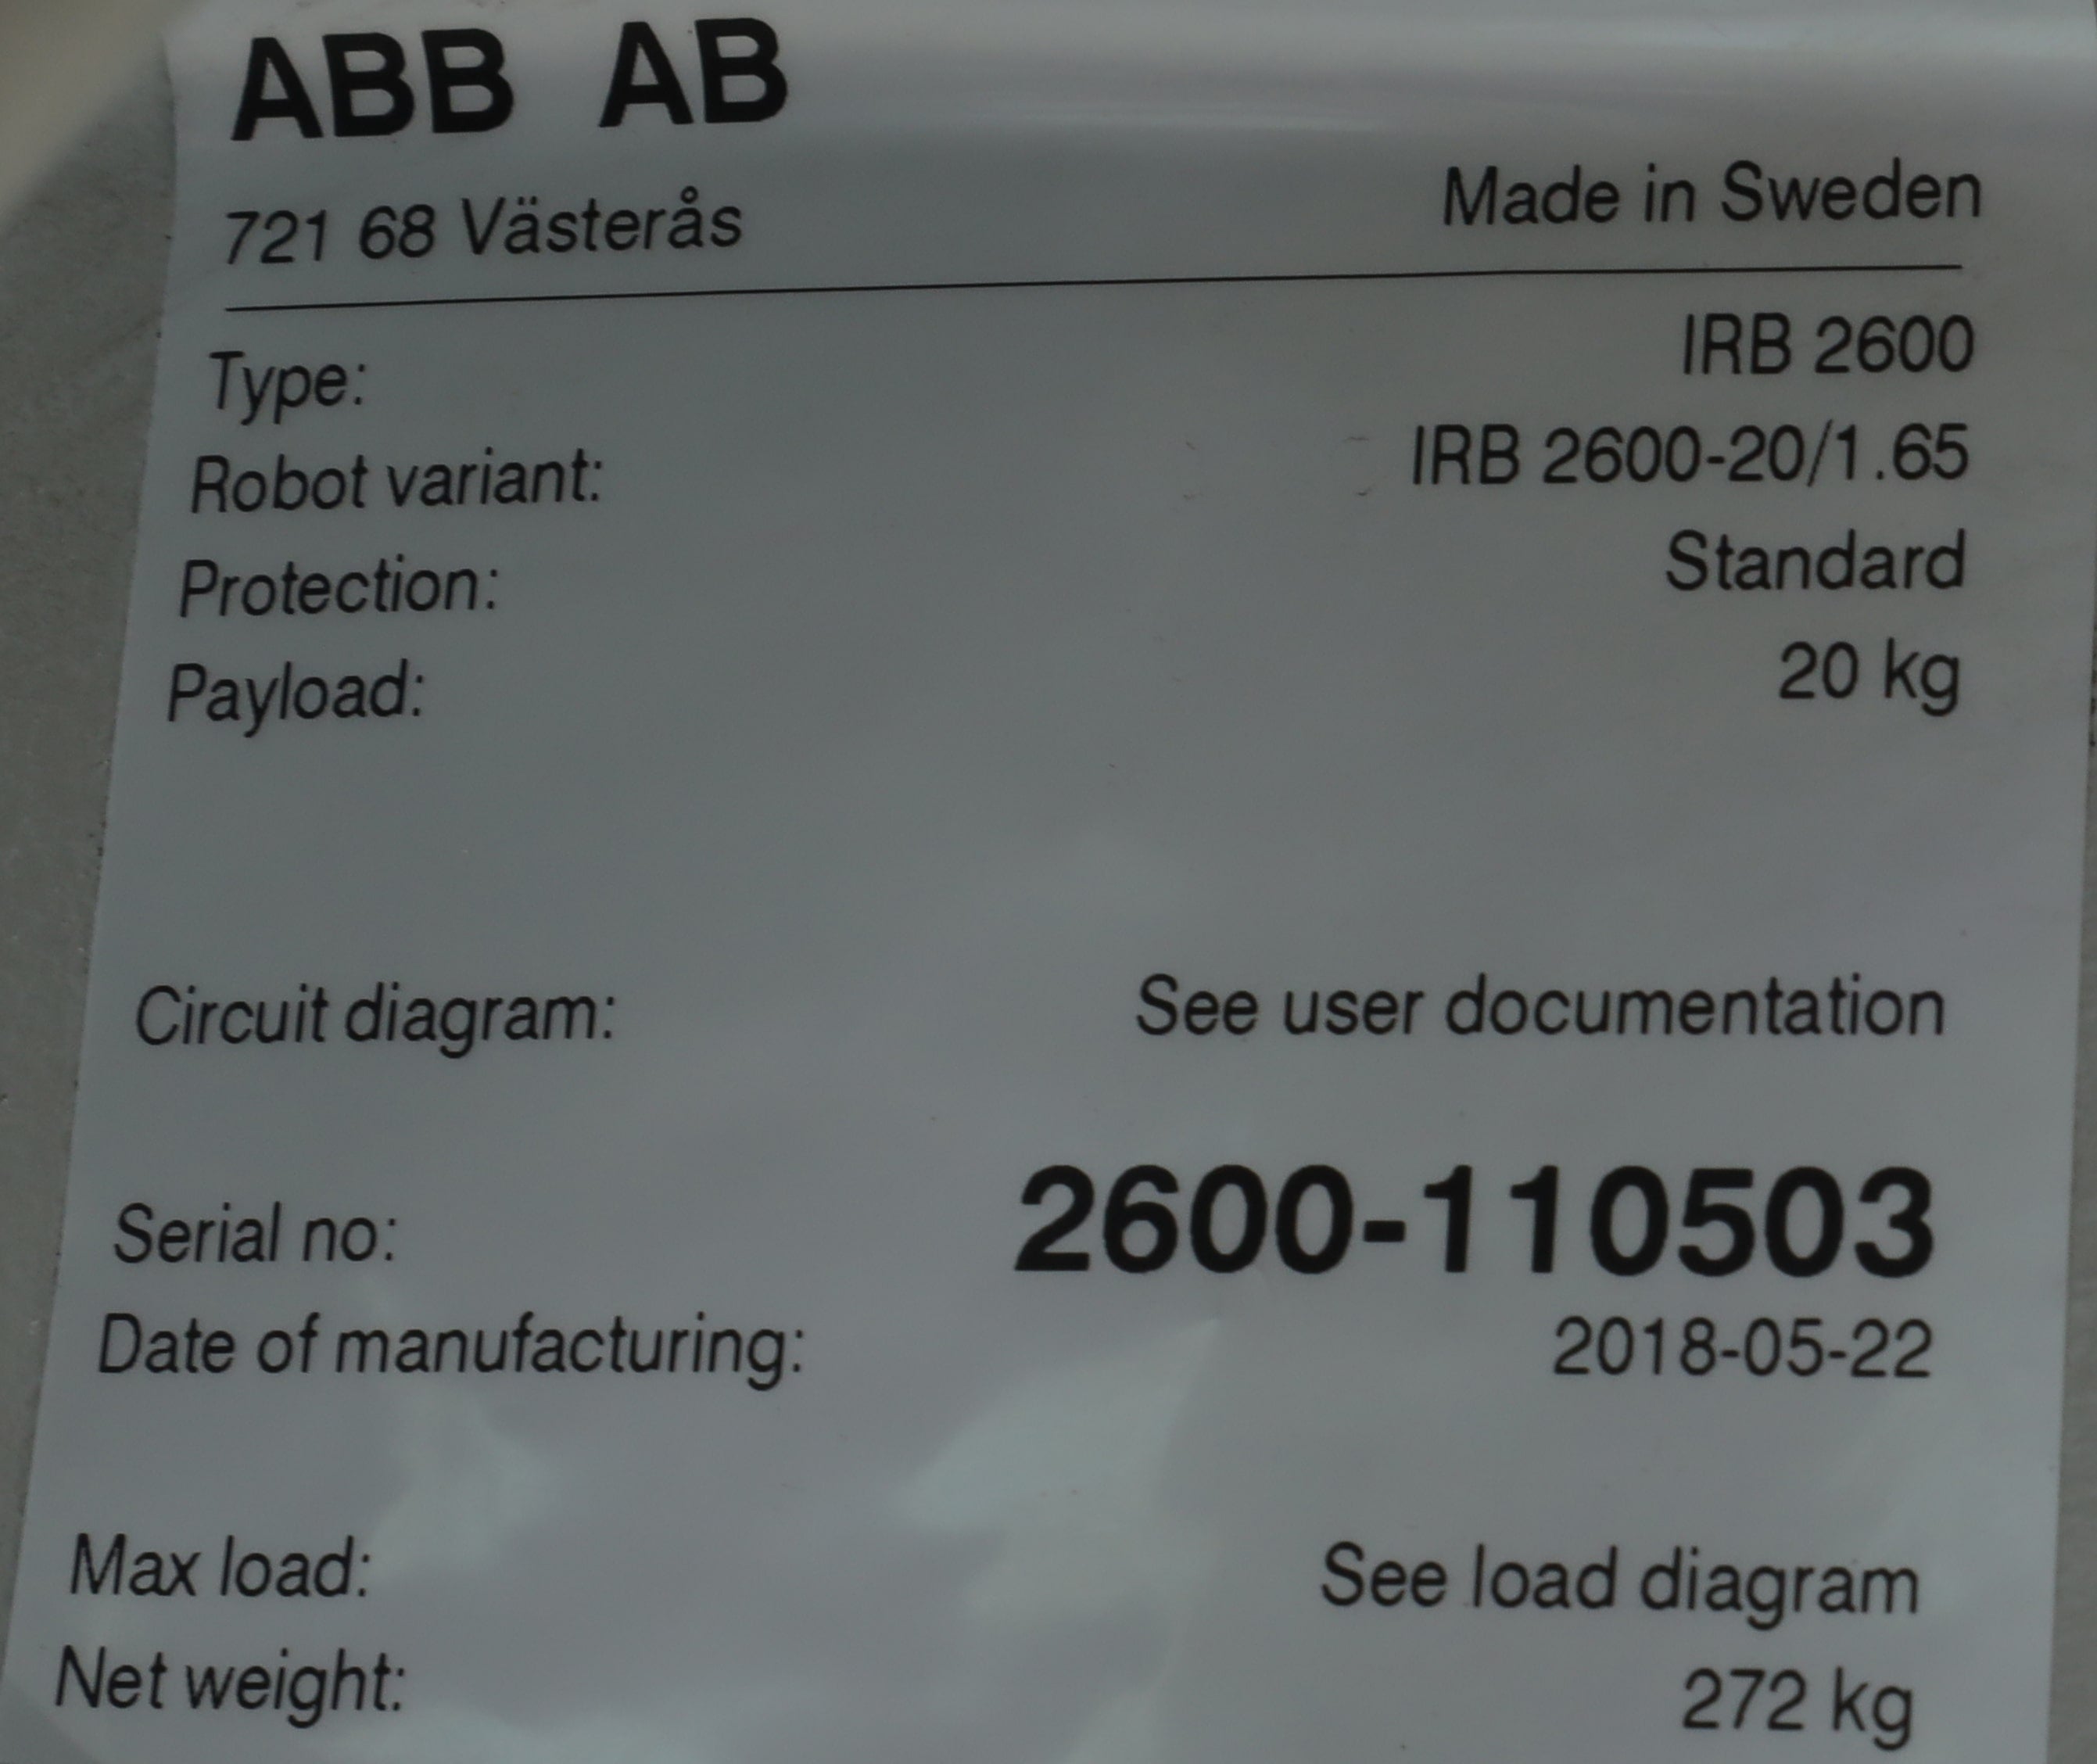 ABB AB
721 68 Västerås Made in Sweden
Type: IRB 2600
Robot variant: IRB 2600-20/1.65
Protection: Standard
Payload: 20 kg
Circuit diagram: See user documentation
Serial no: 2600-110503
Date of manufacturing: 2018-05-22
Max load: See load diagram
Net weight: 272 kg